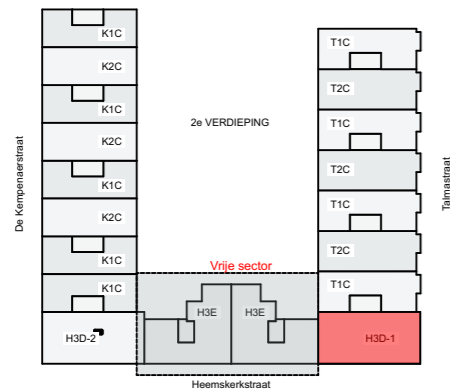 K1C
K2C
K1C
K2C
K1C
K2C
K1C
K1C
H3D-2
De Kempenaerstraat
2e VERDIEPING
Vrije sector
H3E
H3E
Heemskerkstraat
T1C
T2C
T1C
T2C
T1C
T2C
T1C
H3D-1
Talmastraat